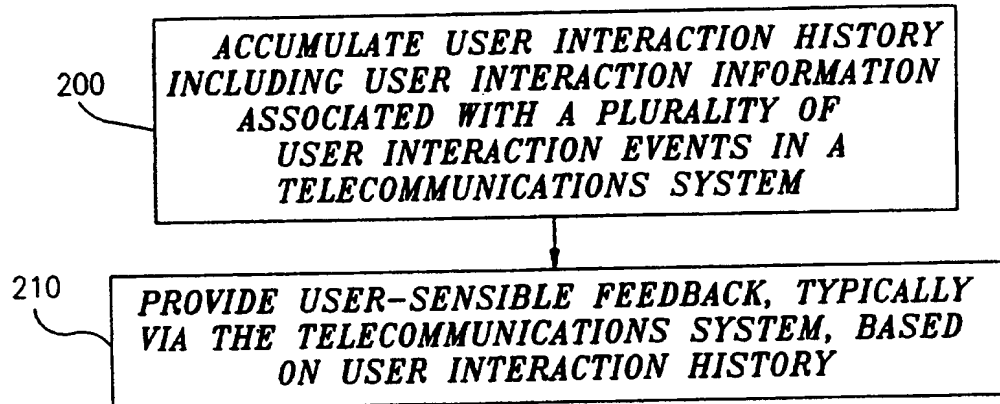 ACCUMULATE USER INTERACTION HISTORY
200
INCLUDING USER INTERACTION INFORMATION
ASSOCIATED WITH A PLURALITY OF
USER INTERACTION EVENTS IN A
TELECOMMUNICATIONS SYSTEM
210
PROVIDE USER-SENSIBLE FEEDBACK, TYPICALLY
VIA THE TELECOMMUNICATIONS SYSTEM, BASED
ON USER INTERACTION HISTORY